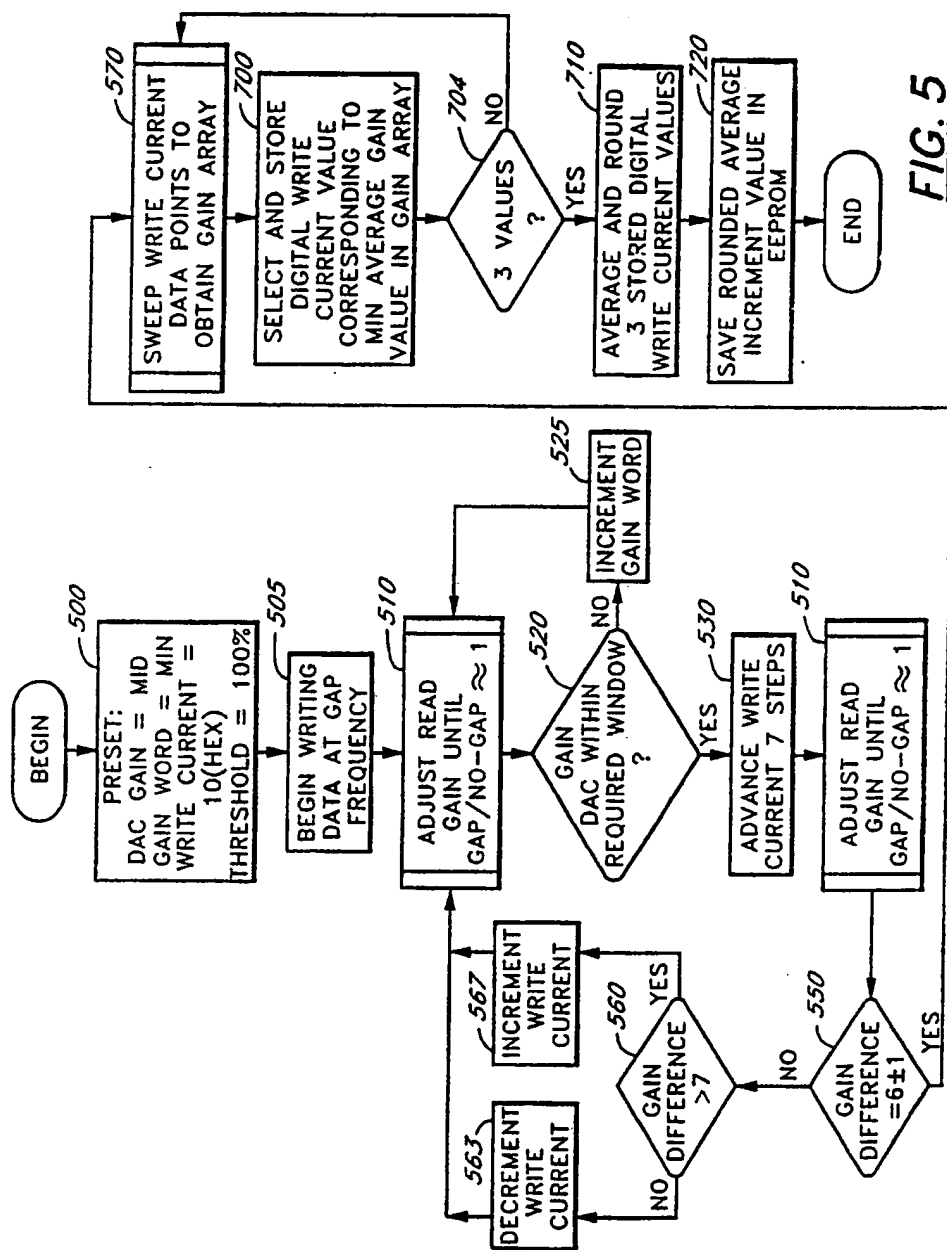 BEGIN
500
PRESET:
DAC GAIN = MID
GAIN WORD = MIN
WRITE CURRENT =
10(HEX)
THRESHOLD = 100%
505
BEGIN WRITING
DATA AT GAP
FREQUENCY
510
ADJUST READ
GAIN UNTIL
GAP/NO-GAP ≈ 1
520
GAIN
DAC WITHIN
REQUIRED WINDOW
?
NO
525
INCREMENT
GAIN WORD
YES
530
ADVANCE WRITE
CURRENT 7 STEPS
510
ADJUST READ
GAIN UNTIL
GAP/NO-GAP ≈ 1
550
GAIN
DIFFERENCE
=6±1
YES
NO
560
GAIN
DIFFERENCE
>7
YES
NO
567
INCREMENT
WRITE
CURRENT
563
DECREMENT
WRITE
CURRENT
570
SWEEP WRITE CURRENT
DATA POINTS TO
OBTAIN GAIN ARRAY
700
SELECT AND STORE
DIGITAL WRITE
CURRENT VALUE
CORRESPONDING TO
MIN AVERAGE GAIN
VALUE IN GAIN ARRAY
704
3 VALUES
?
NO
YES
710
AVERAGE AND ROUND
3 STORED DIGITAL
WRITE CURRENT VALUES
720
SAVE ROUNDED AVERAGE
INCREMENT VALUE IN
EEPROM
END
FIG. 5